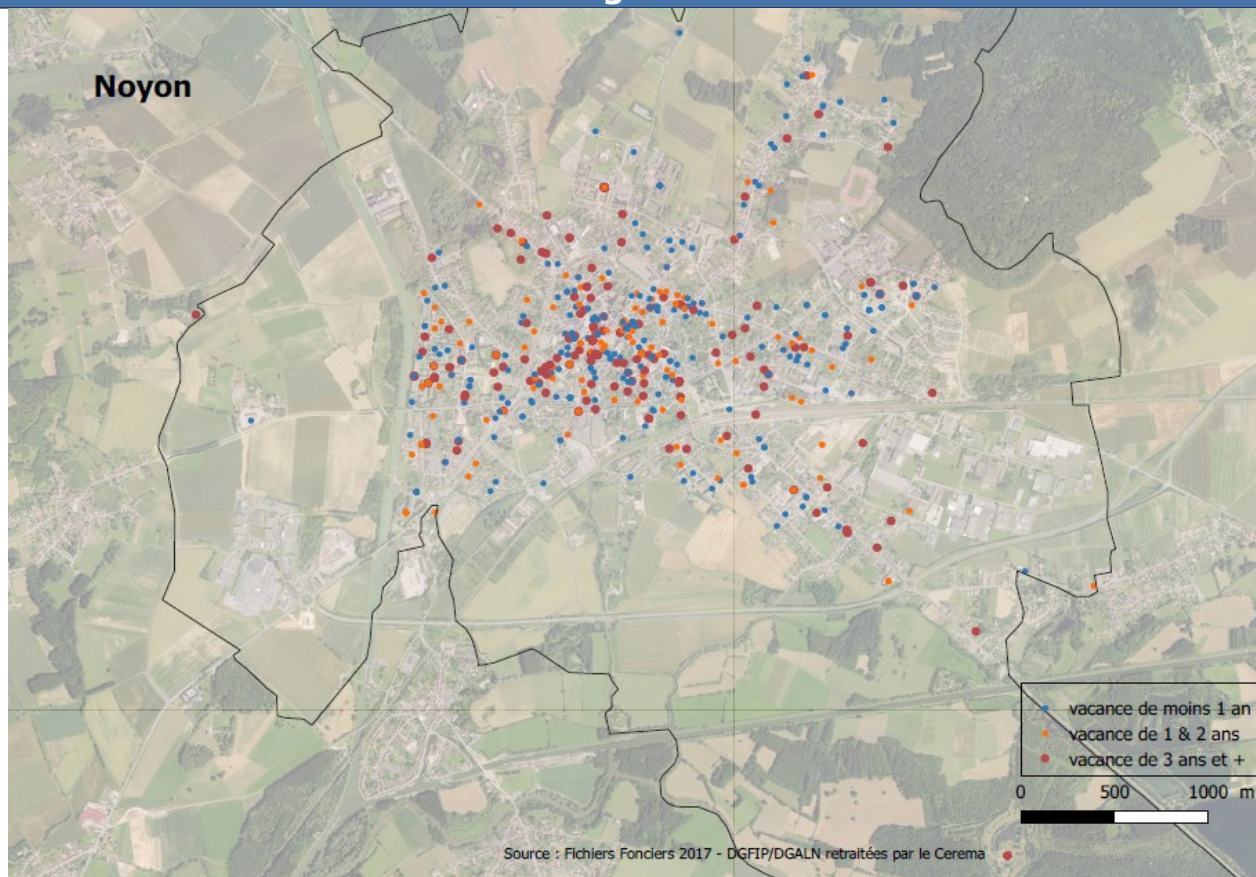 Noyon
vacance de moins 1 an
vacance de 1 & 2 ans
vacance de 3 ans et +
0 500 1000 m
Source : Fichiers Fonciers 2017 - DGFIP/DGALN retraitées par le Cerema